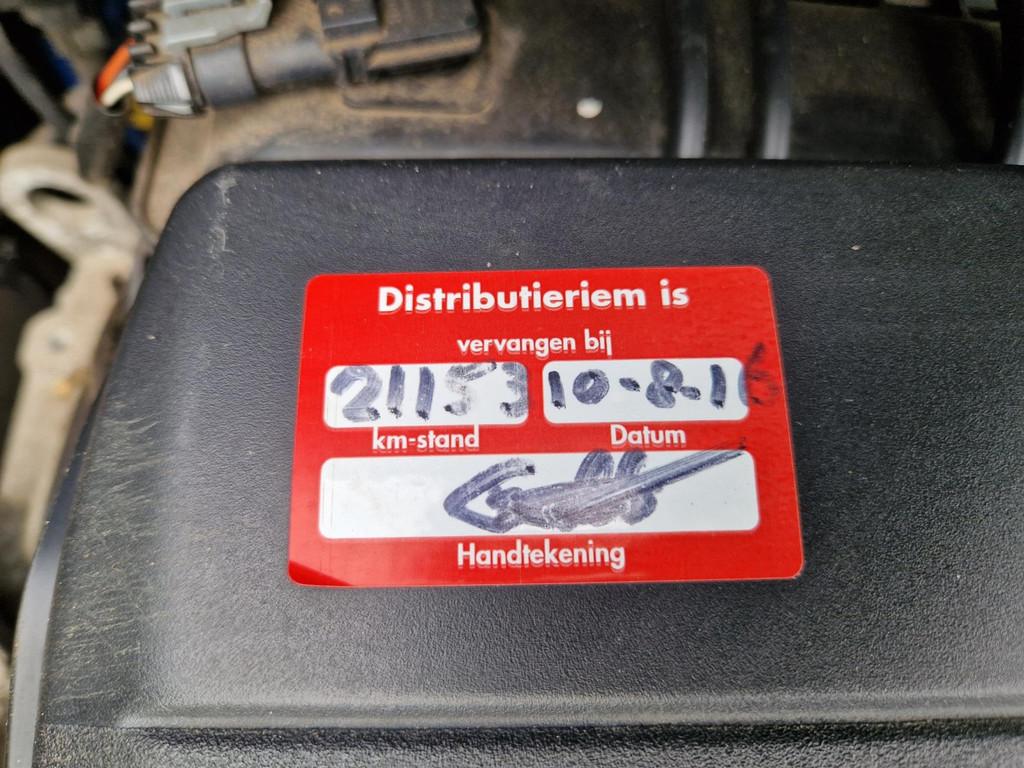 Distributieriem is
vervangen bij
21153 10-8-16
km-stand Datum
Handtekening